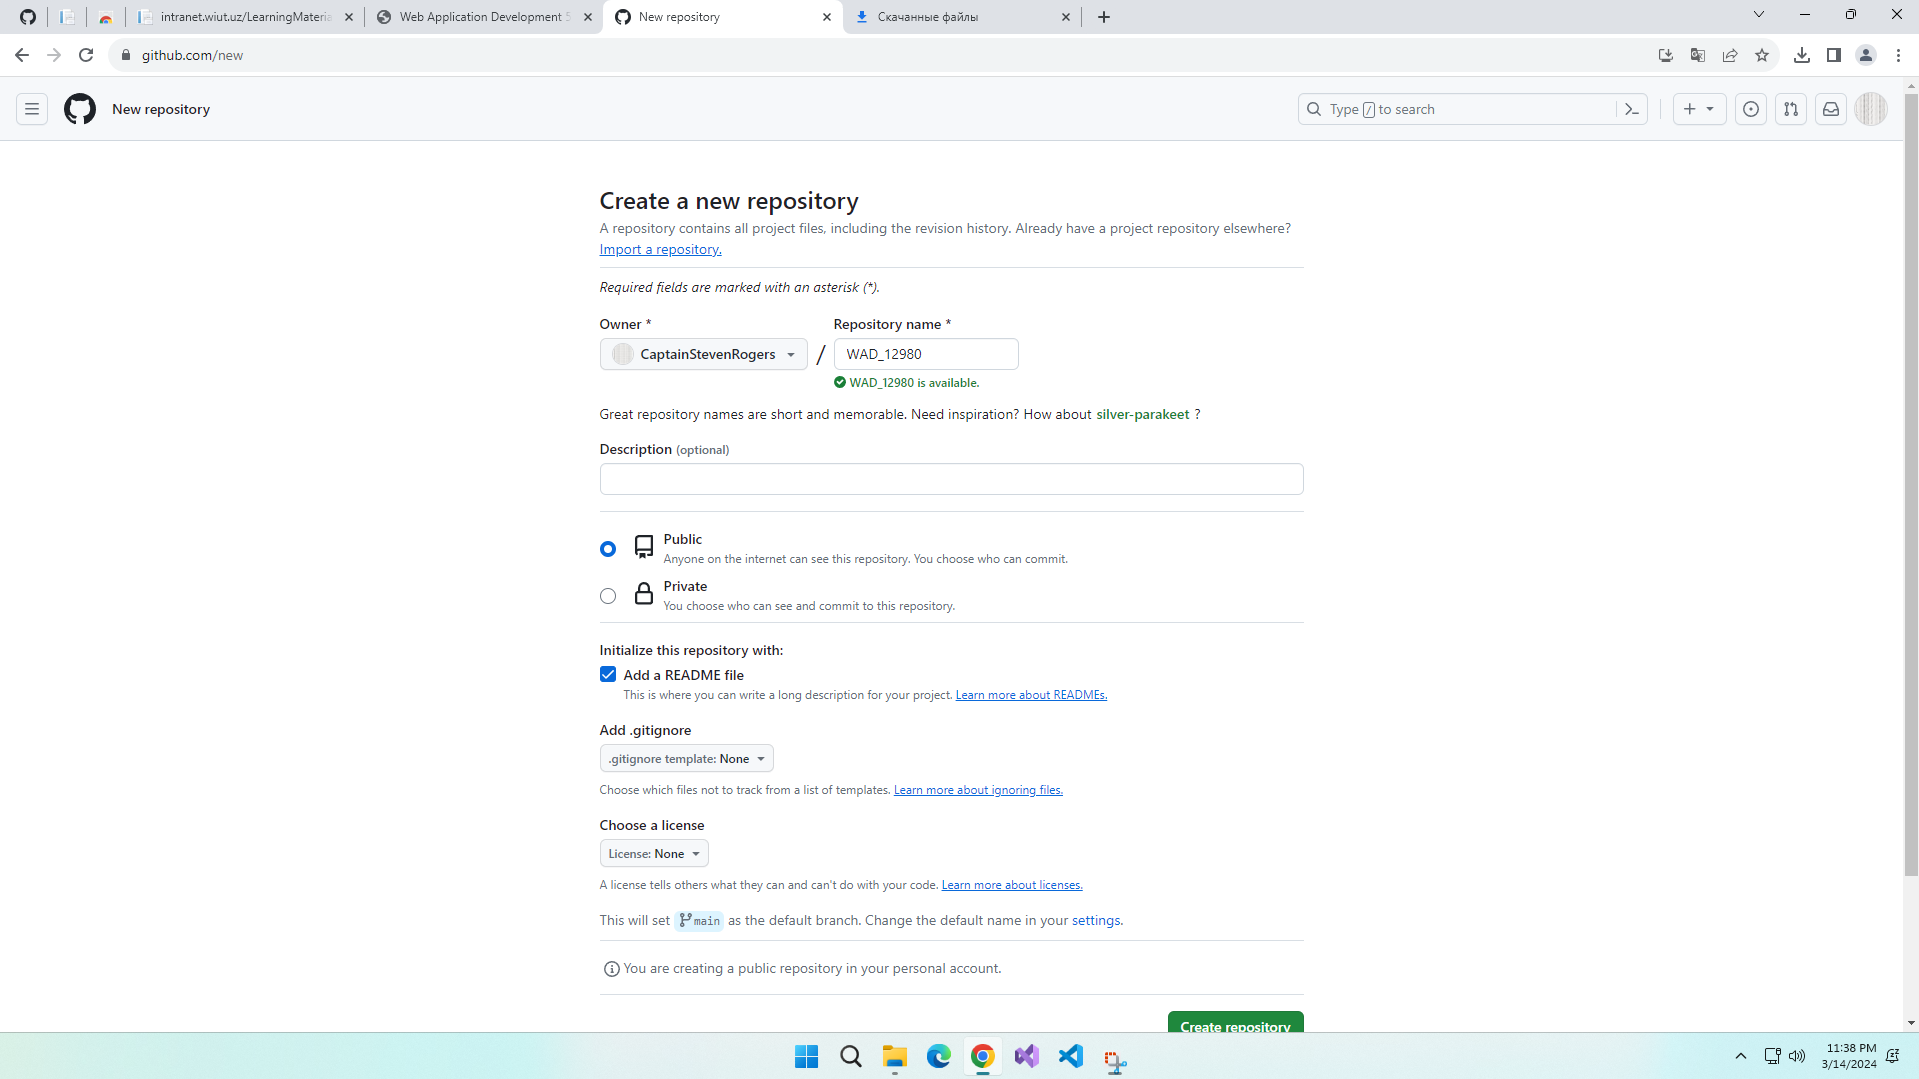 intranet.wiut.uz/LearningMateria
Web Application Development 5
New repository
Скачанные файлы
github.com/new
New repository
Type / to search
Create a new repository
A repository contains all project files, including the revision history. Already have a project repository elsewhere?
Import a repository.
Required fields are marked with an asterisk (*).
Owner *
Repository name *
CaptainStevenRogers
/
WAD_12980
WAD_12980 is available.
Great repository names are short and memorable. Need inspiration? How about silver-parakeet ?
Description (optional)
Public
Anyone on the internet can see this repository. You choose who can commit.
Private
You choose who can see and commit to this repository.
Initialize this repository with:
Add a README file
This is where you can write a long description for your project. Learn more about READMEs.
Add .gitignore
.gitignore template: None
Choose which files not to track from a list of templates. Learn more about ignoring files.
Choose a license
License: None
A license tells others what they can and can't do with your code. Learn more about licenses.
This will set main as the default branch. Change the default name in your settings.
You are creating a public repository in your personal account.
Create repository
11:38 PM
3/14/2024